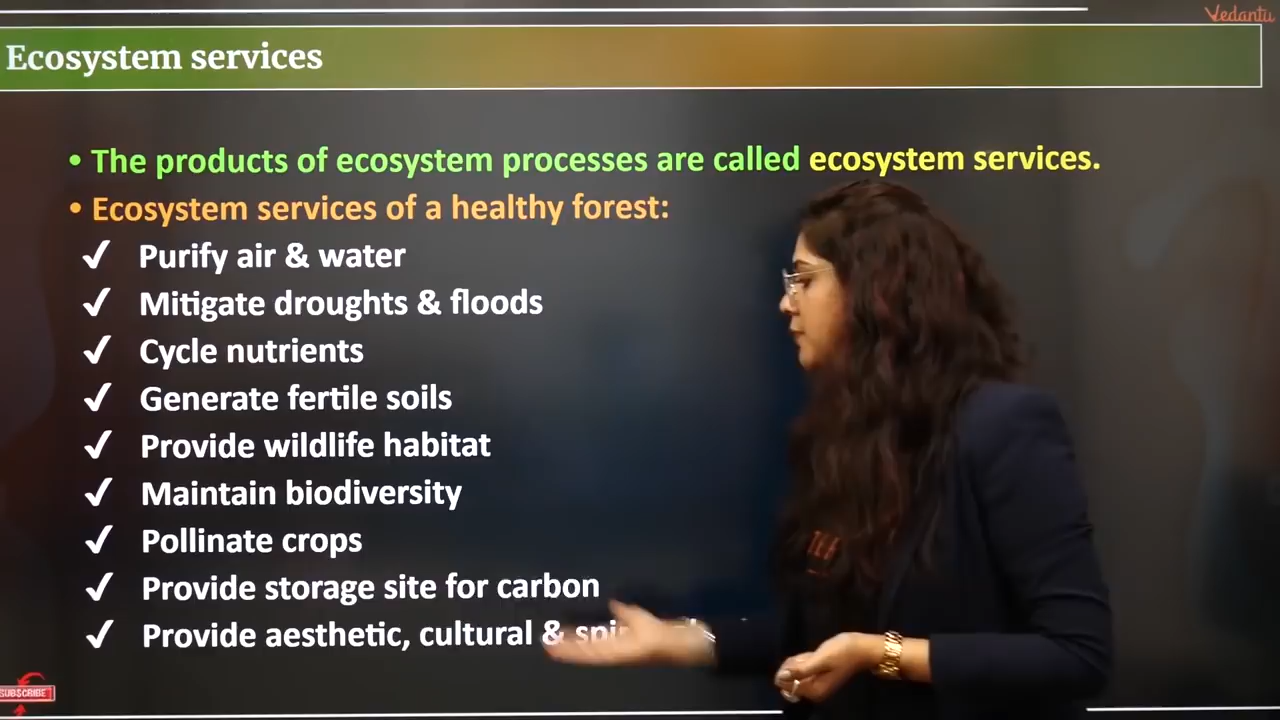 Vedantu
Ecosystem services
• The products of ecosystem processes are called ecosystem services.
• Ecosystem services of a healthy forest:
✓ Purify air & water
✓ Mitigate droughts & floods
✓ Cycle nutrients
✓ Generate fertile soils
✓ Provide wildlife habitat
✓ Maintain biodiversity
✓ Pollinate crops
✓ Provide storage site for carbon
✓ Provide aesthetic, cultural &
SUBSCRIBE